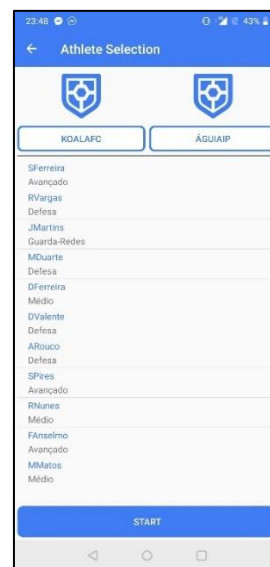 23:48 43%
Athlete Selection
KOALAFC ÁGUIAIP
SFerreira
Avançado
RVargas
Defesa
JMartins
Guarda-Redes
MDuarte
Defesa
DFerreira
Médio
DValente
Defesa
ARouco
Defesa
SPires
Avançado
RNunes
Médio
FAnselmo
Avançado
MMatos
Médio
START